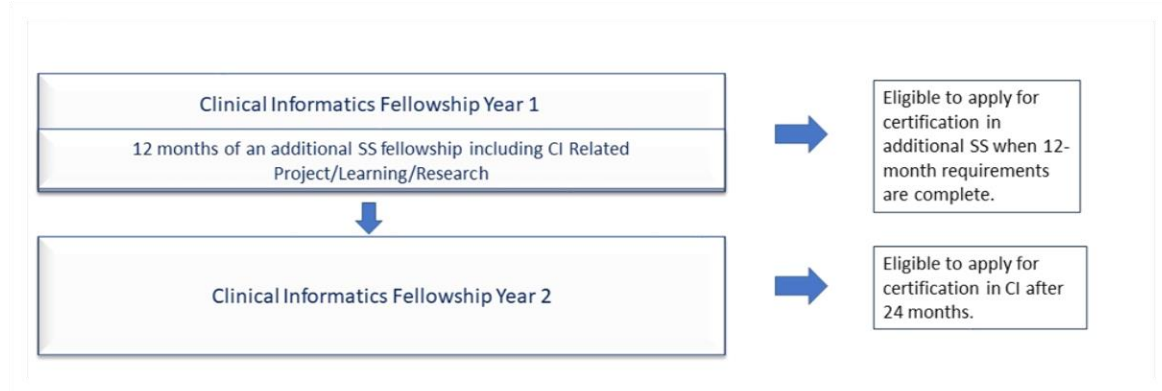 Clinical Informatics Fellowship Year 1
12 months of an additional SS fellowship including CI Related
Project/Learning/Research
Eligible to apply for
certification in
additional SS when 12-
month requirements
are complete.
Clinical Informatics Fellowship Year 2
Eligible to apply for
certification in CI after
24 months.